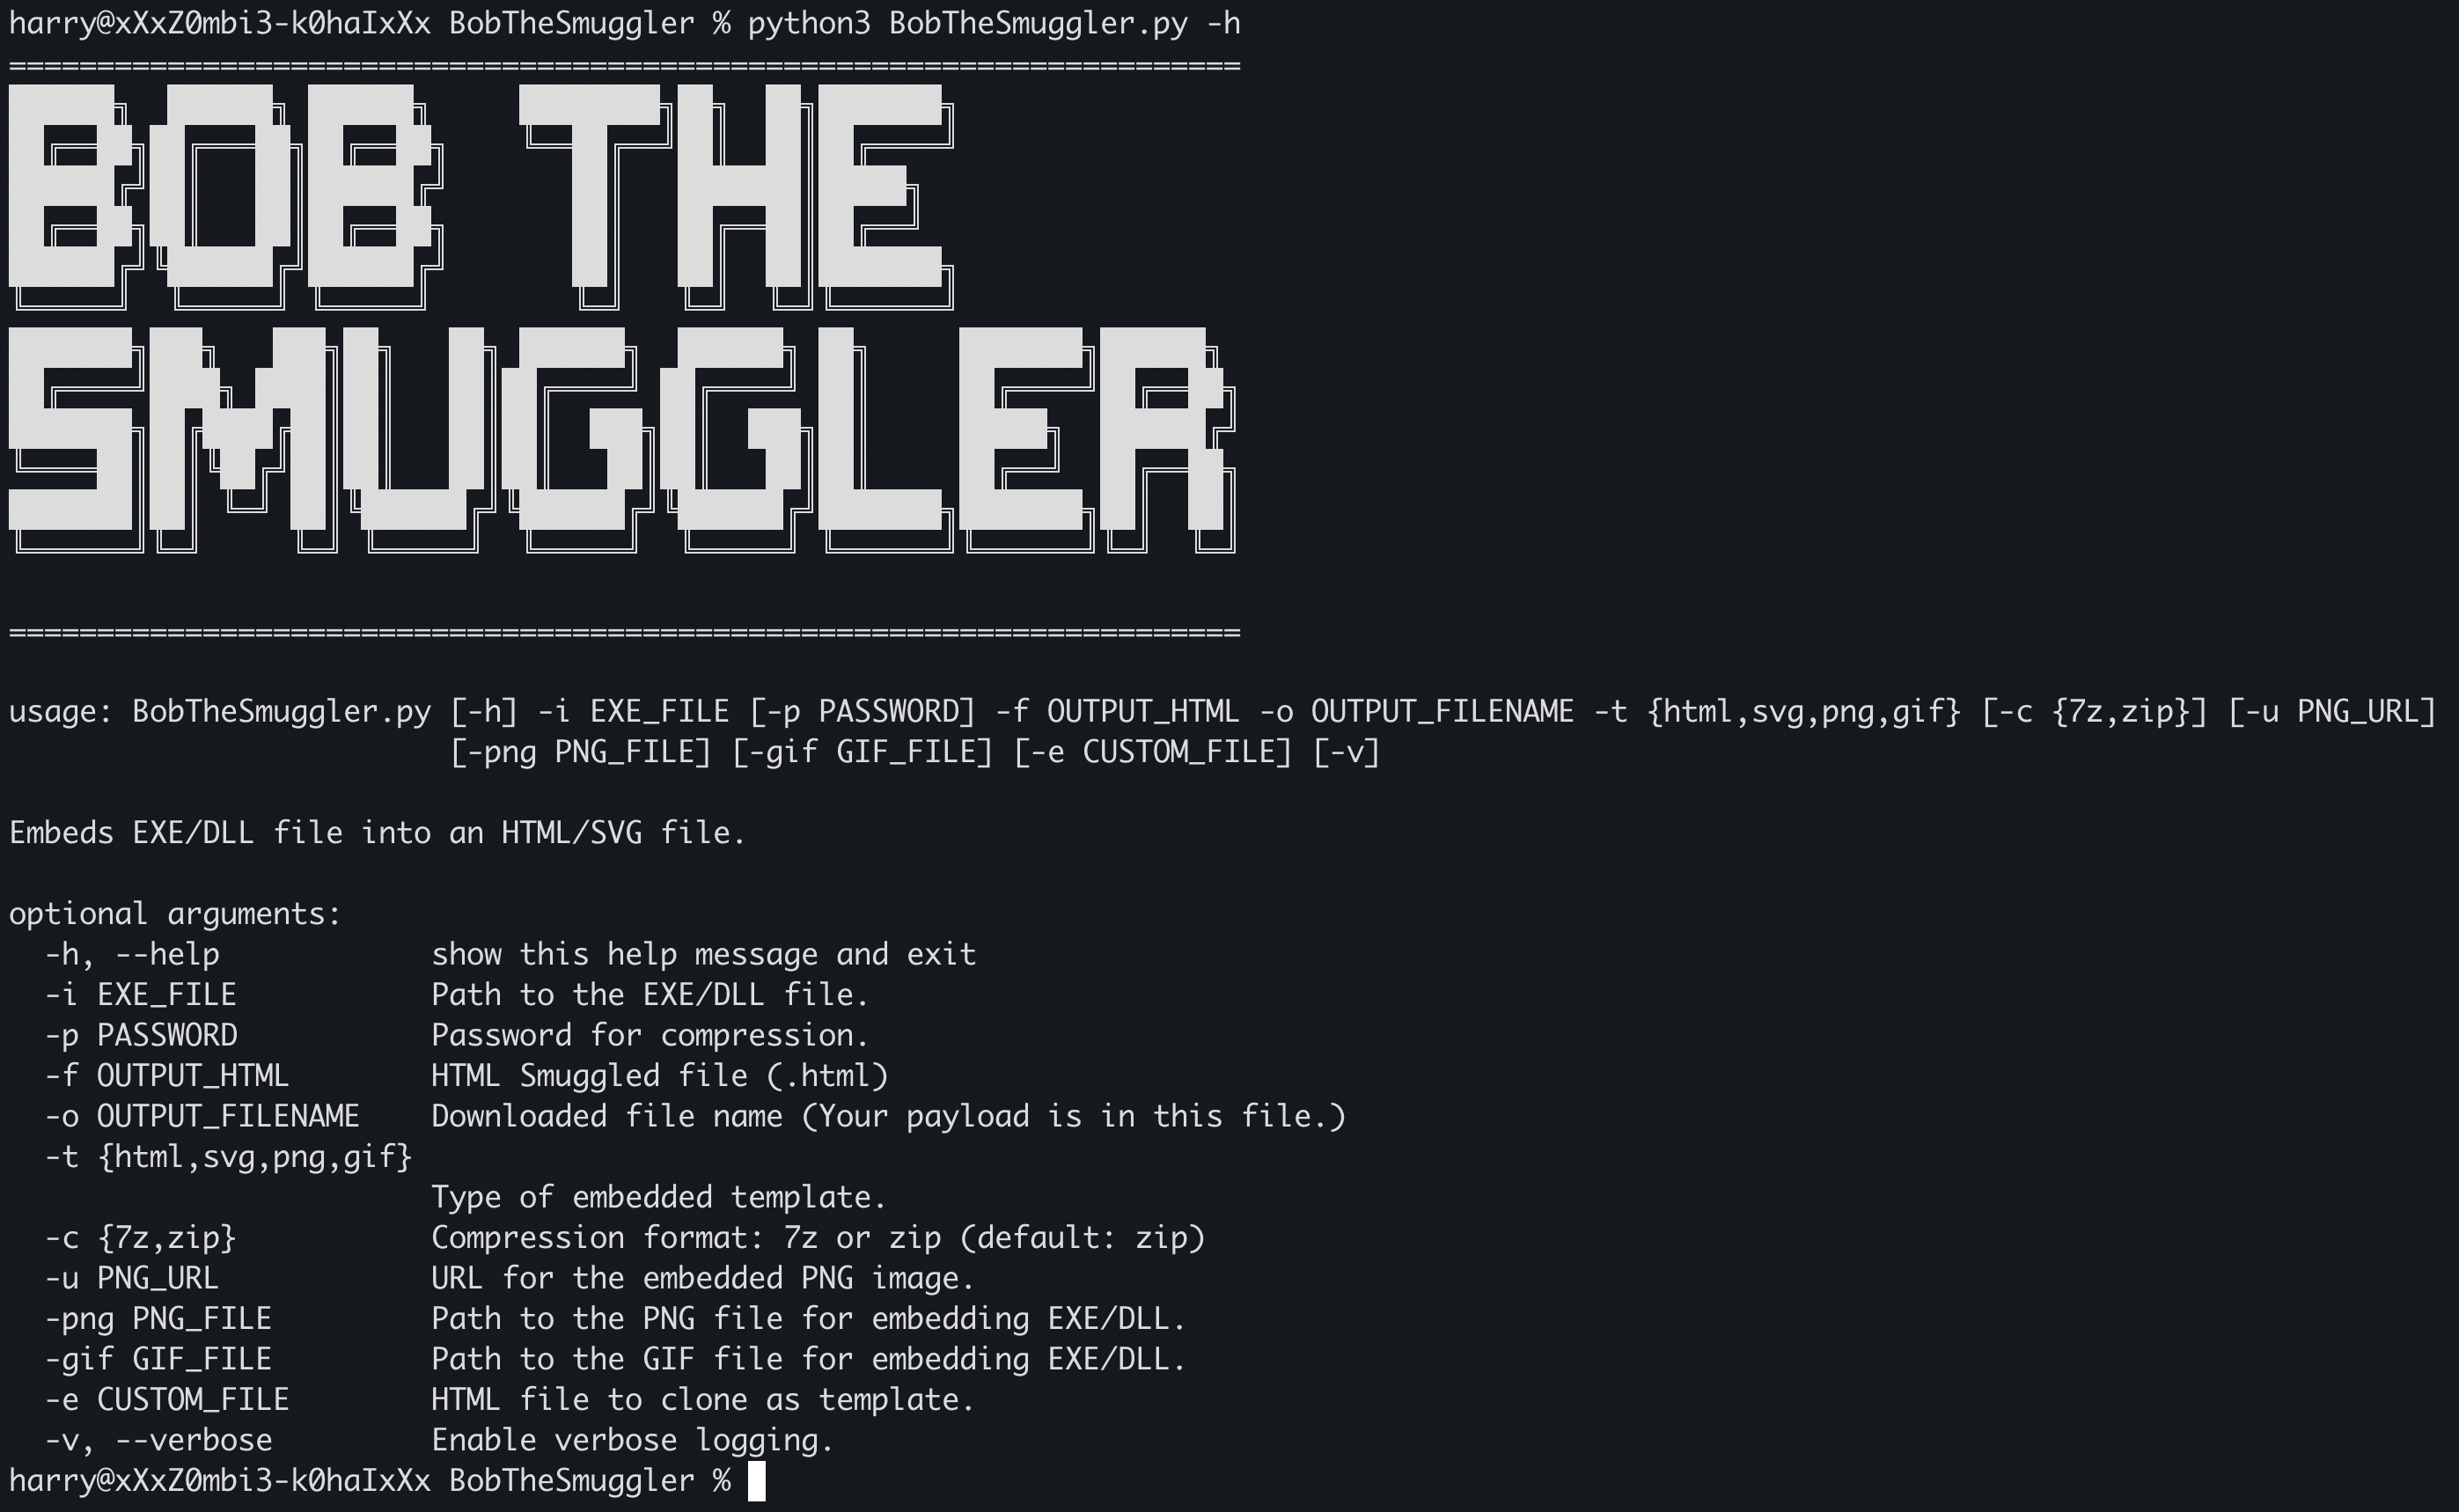 harry@xXxZ0mbi3-k0haIxXx BobTheSmuggler % python3 BobTheSmuggler.py -h
======================================================================
BOB THE
SMUGGLER
======================================================================
usage: BobTheSmuggler.py [-h] -i EXE_FILE [-p PASSWORD] -f OUTPUT_HTML -o OUTPUT_FILENAME -t {html,svg,png,gif} [-c {7z,zip}] [-u PNG_URL]
[-png PNG_FILE] [-gif GIF_FILE] [-e CUSTOM_FILE] [-v]
Embeds EXE/DLL file into an HTML/SVG file.
optional arguments:
-h, --help show this help message and exit
-i EXE_FILE Path to the EXE/DLL file.
-p PASSWORD Password for compression.
-f OUTPUT_HTML HTML Smuggled file (.html)
-o OUTPUT_FILENAME Downloaded file name (Your payload is in this file.)
-t {html,svg,png,gif}
Type of embedded template.
-c {7z,zip} Compression format: 7z or zip (default: zip)
-u PNG_URL URL for the embedded PNG image.
-png PNG_FILE Path to the PNG file for embedding EXE/DLL.
-gif GIF_FILE Path to the GIF file for embedding EXE/DLL.
-e CUSTOM_FILE HTML file to clone as template.
-v, --verbose Enable verbose logging.
harry@xXxZ0mbi3-k0haIxXx BobTheSmuggler %